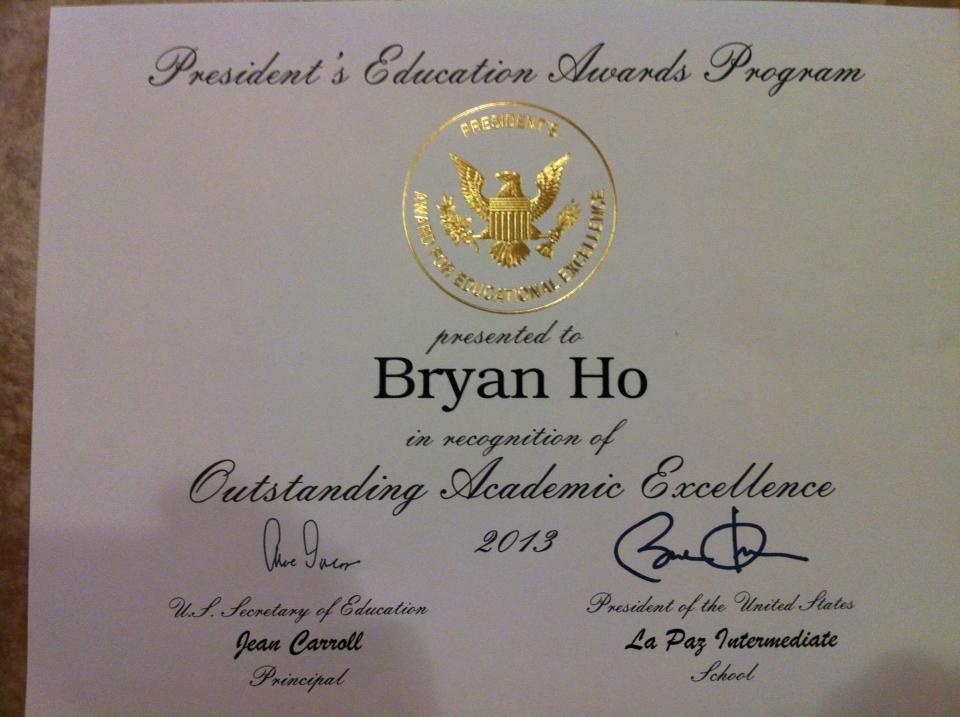 President's Education Awards Program
PRESIDENT'S
AWARD FOR EDUCATIONAL EXCELLENCE
presented to
Bryan Ho
in recognition of
Outstanding Academic Excellence
2013
U.S. Secretary of Education
President of the United States
Jean Carroll
La Paz Intermediate
Principal
School